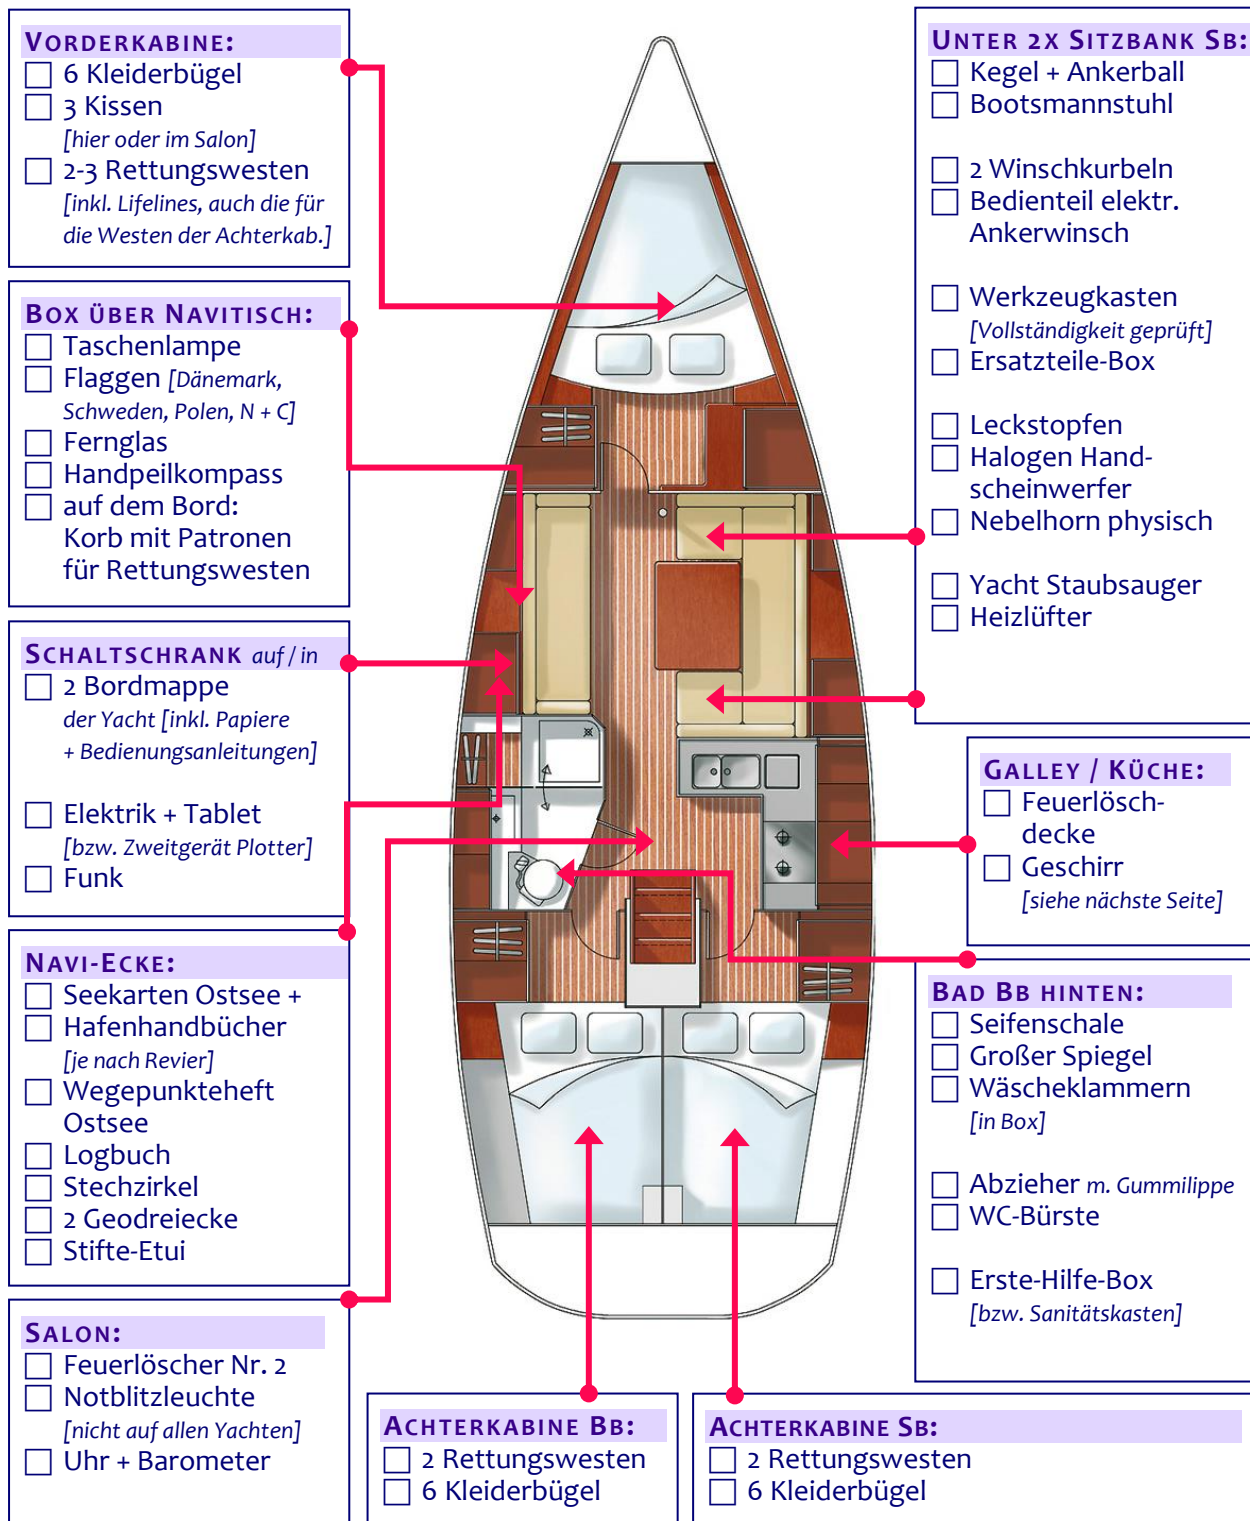 VORDERKABINE:
6 Kleiderbügel
3 Kissen
[hier oder im Salon]
2-3 Rettungswesten
[inkl. Lifelines, auch die für
die Westen der Achterkab.]
BOX ÜBER NAVITISCH:
Taschenlampe
Flaggen [Dänemark,
Schweden, Polen, N + C]
Fernglas
Handpeilkompass
auf dem Bord:
Korb mit Patronen
für Rettungswesten
SCHALTSCHRANK auf / in
2 Bordmappe
der Yacht [inkl. Papiere
+ Bedienungsanleitungen]
Elektrik + Tablet
[bzw. Zweitgerät Plotter]
Funk
NAVI-ECKE:
Seekarten Ostsee +
Hafenhandbücher
[je nach Revier]
Wegepunkteheft
Ostsee
Logbuch
Stechzirkel
2 Geodreiecke
Stifte-Etui
SALON:
Feuerlöscher Nr. 2
Notblitzleuchte
[nicht auf allen Yachten]
Uhr + Barometer
ACHTERKABINE BB:
2 Rettungswesten
6 Kleiderbügel
ACHTERKABINE SB:
2 Rettungswesten
6 Kleiderbügel
UNTER 2X SITZBANK SB:
Kegel + Ankerball
Bootsmannstuhl
2 Winschkurbeln
Bedienteil elektr.
Ankerwinsch
Werkzeugkasten
[Vollständigkeit geprüft]
Ersatzteile-Box
Leckstopfen
Halogen Hand-
scheinwerfer
Nebelhorn physisch
Yacht Staubsauger
Heizlüfter
GALLEY / KÜCHE:
Feuerlösch-
decke
Geschirr
[siehe nächste Seite]
BAD BB HINTEN:
Seifenschale
Großer Spiegel
Wäscheklammern
[in Box]
Abzieher m. Gummilippe
WC-Bürste
Erste-Hilfe-Box
[bzw. Sanitätskasten]